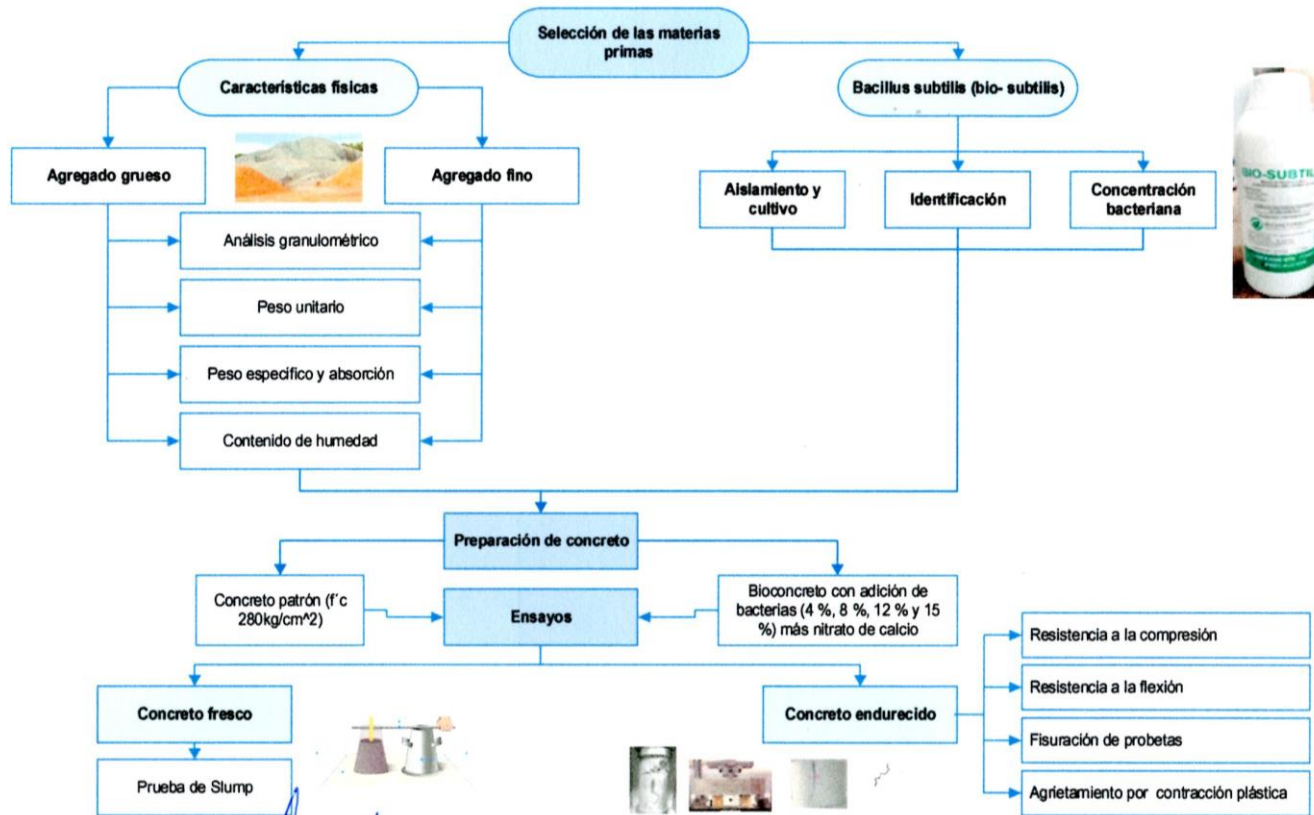 Selección de las materias
primas
Características físicas
Bacillus subtilis (bio- subtilis)
Agregado grueso
Agregado fino
Aislamiento y
cultivo
Identificación
Concentración
bacteriana
BIO-SUBTIL
Análisis granulométrico
Peso unitario
Peso especifico y absorción
Contenido de humedad
Preparación de concreto
Concreto patrón (f´c
280kg/cm^2)
Ensayos
Bioconcreto con adición de
bacterias (4 %, 8 %, 12 % y 15
%) más nitrato de calcio
Concreto fresco
Prueba de Slump
Concreto endurecido
Resistencia a la compresión
Resistencia a la flexión
Fisuración de probetas
Agrietamiento por contracción plástica